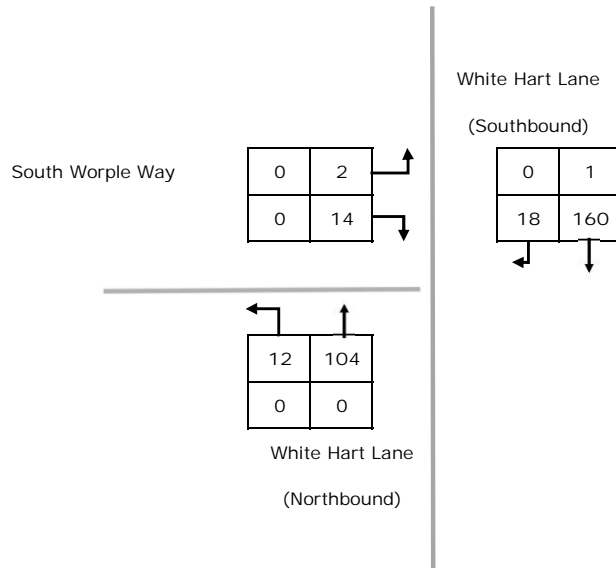 White Hart Lane
(Southbound)
South Worple Way
0 2
0 14
0 1
18 160
12 104
0 0
White Hart Lane
(Northbound)